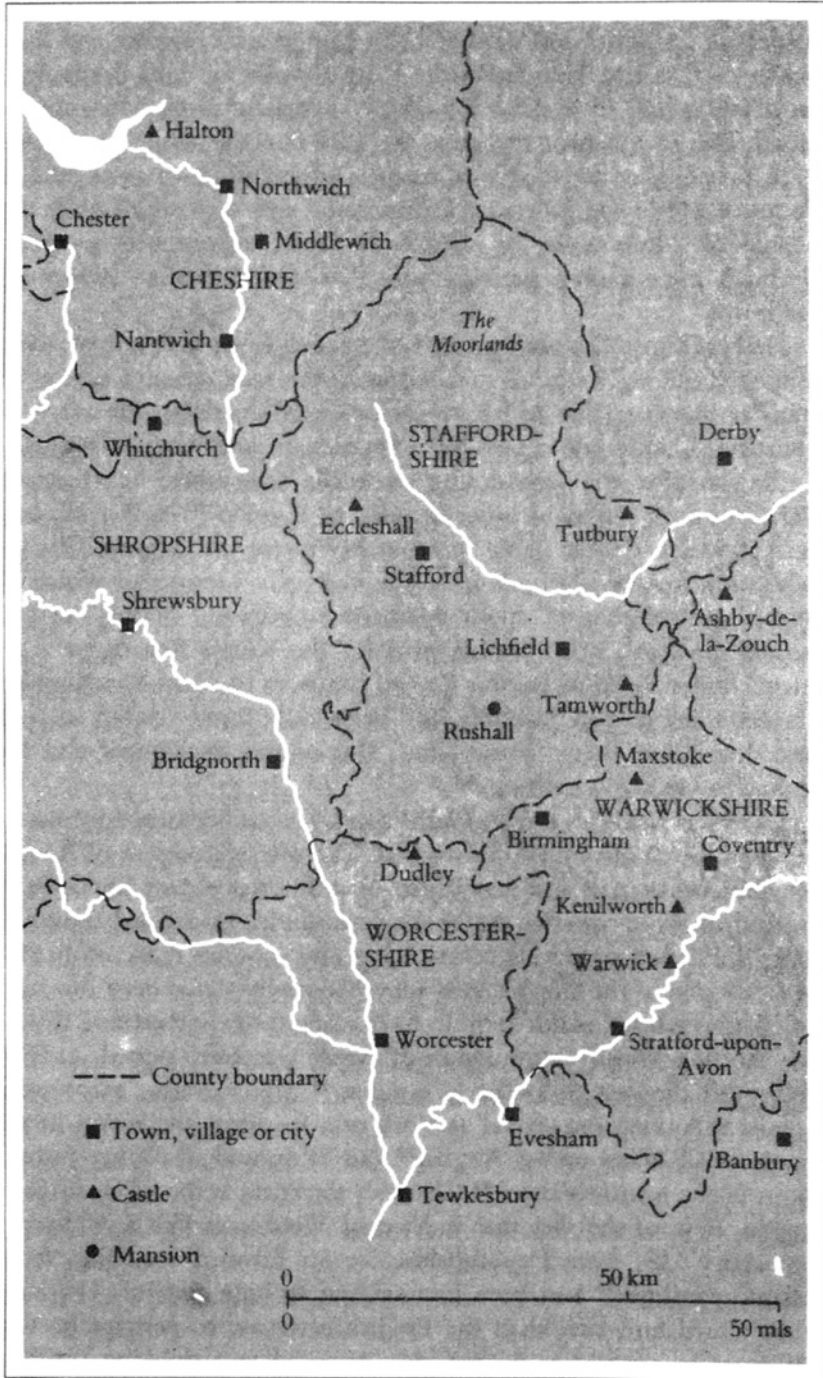 Halton
Northwich
Chester
Middlewich
CHESHIRE
Nantwich
The
Moorlands
Whitchurch
STAFFORD-
SHIRE
Derby
Eccleshall
Tutbury
SHROPSHIRE
Stafford
Shrewsbury
Ashby-de-
la-Zouch
Lichfield
Tamworth
Rushall
Bridgnorth
Maxstoke
WARWICKSHIRE
Birmingham
Coventry
Dudley
Kenilworth
WORCESTER-
SHIRE
Warwick
Worcester
Stratford-upon-
Avon
County boundary
Town, village or city
Evesham
Banbury
Castle
Tewkesbury
Mansion
0 50 km
0 50 mls